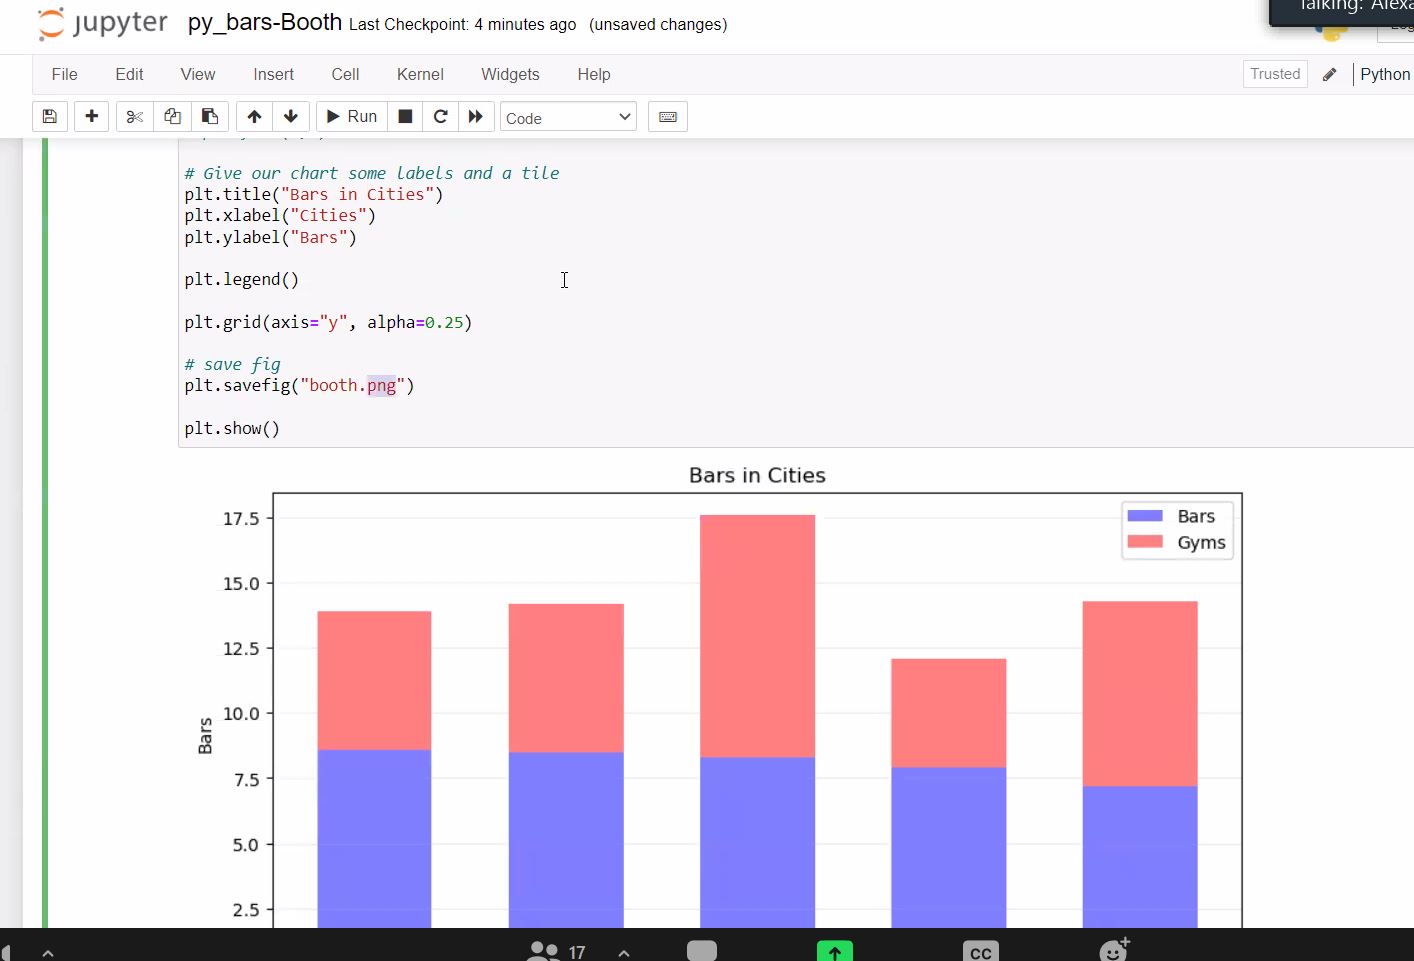 Talking: Alexa
jupyter py_bars-Booth Last Checkpoint: 4 minutes ago (unsaved changes)
File Edit View Insert Cell Kernel Widgets Help Trusted Python
Run Code
# Give our chart some labels and a tile
plt.title("Bars in Cities")
plt.xlabel("Cities")
plt.ylabel("Bars")
plt.legend()
plt.grid(axis="y", alpha=0.25)
# save fig
plt.savefig("booth.png")
plt.show()
Bars in Cities
Bars
Gyms
17.5
15.0
12.5
10.0
7.5
5.0
2.5
Bars
17
CC